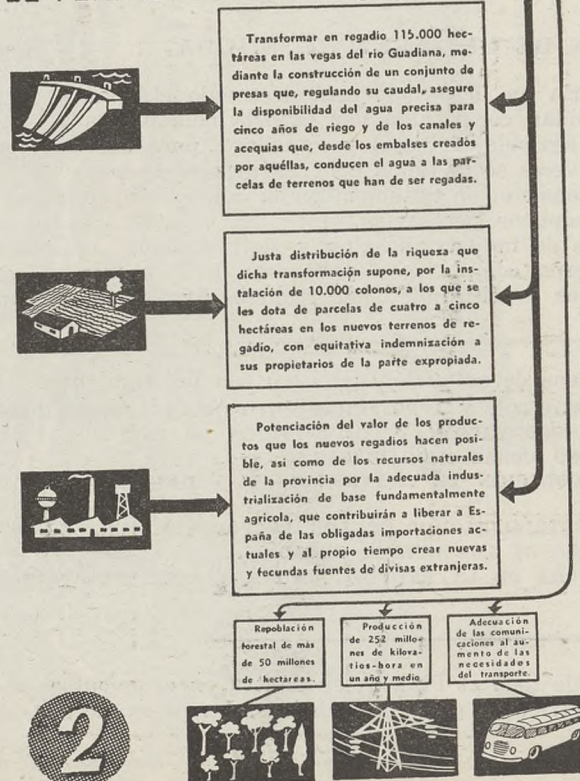 Transformar en regadio 115.000 hec-
táreas en las vegas del rio Guadiana, me-
diante la construcción de un conjunto de
presas que, regulando su caudal, asegure
la disponibilidad del agua precisa para
cinco años de riego y de los canales y
acequias que, desde los embalses creados
por aquéllas, conducen el agua a las par-
celas de terrenos que han de ser regadas.
Justa distribución de la riqueza que
dicha transformación supone, por la ins-
talación de 10.000 colonos, a los que se
les dota de parcelas de cuatro a cinco
hectáreas en los nuevos terrenos de re-
gadío, con equitativa indemnización a
sus propietarios de la parte expropiada.
Potenciación del valor de los produc-
tos que los nuevos regadios hacen posi-
ble, así como de los recursos naturales
de la provincia por la adecuada indus-
trialización de base fundamentalmente
agricola, que contribuirán a liberar a Es-
paña de las obligadas importaciones ac-
tuales y al propio tiempo crear nuevas
y fecundas fuentes de divisas extranjeras.
Repoblación
forestal de más
de 50 millones
de hectareas.
Producción
de 252 millo-
nes de kilova-
tios-hora en
un año y medio
Adecuación
de las comuni-
caciones al au-
mento de las
necesidades
del transporte.
2